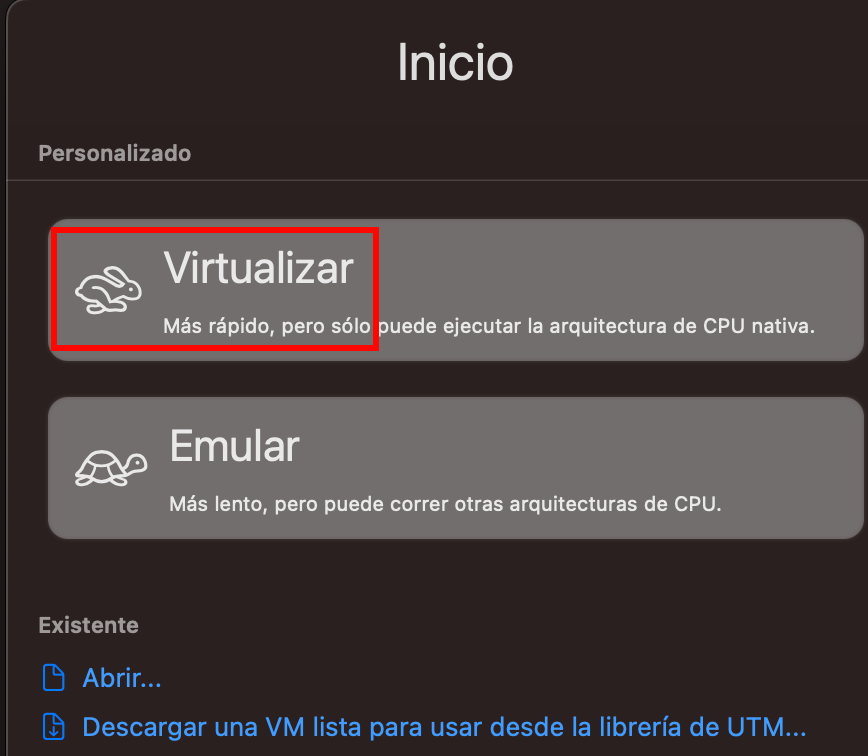 Inicio
Personalizado
Virtualizar
Más rápido, pero sólo puede ejecutar la arquitectura de CPU nativa.
Emular
Más lento, pero puede correr otras arquitecturas de CPU.
Existente
Abrir...
Descargar una VM lista para usar desde la librería de UTM...